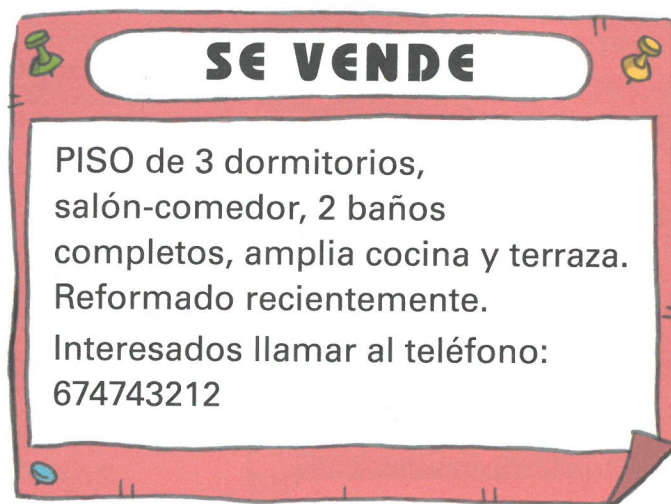 SE VENDE
PISO de 3 dormitorios,
salón-comedor, 2 baños
completos, amplia cocina y terraza.
Reformado recientemente.
Interesados llamar al teléfono:
674743212